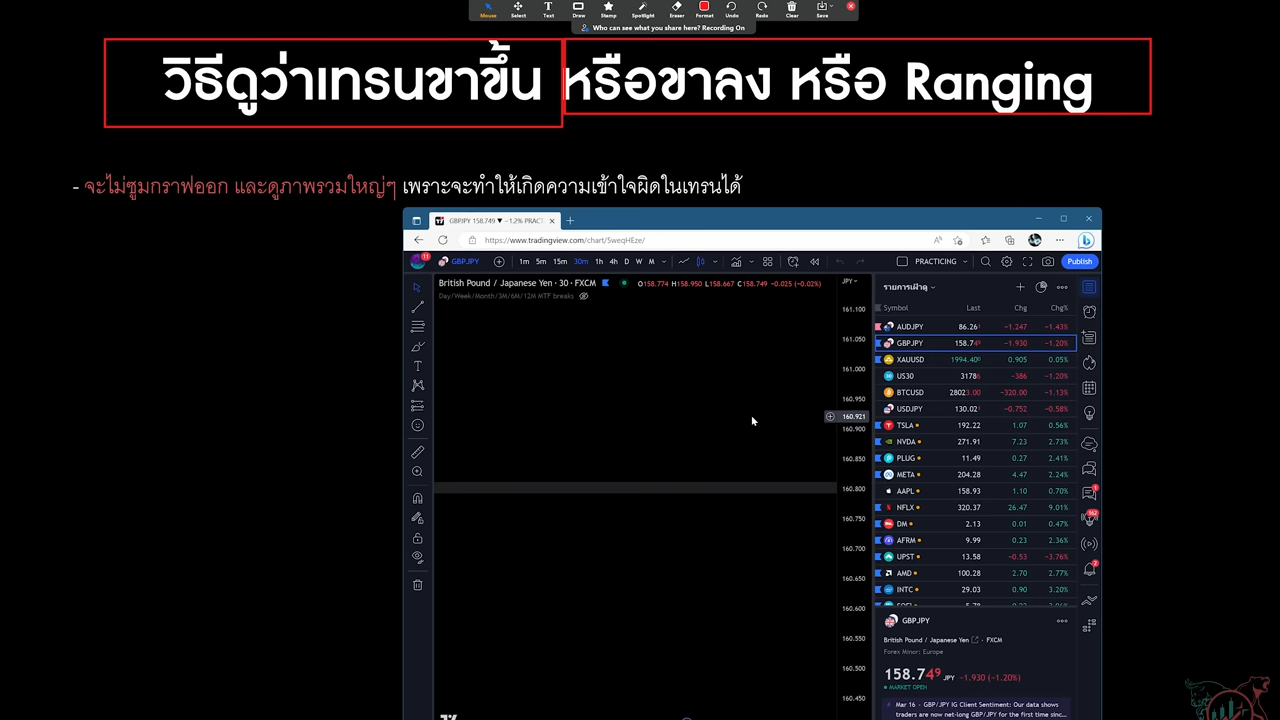 Mouse Select Text Draw Stamp Spotlight Eraser Format Undo Redo Clear Save
Who can see what you share here? Recording On
วิธีดูว่าเทรนขาขึ้น หรือขาลง หรือ Ranging
- จะไม่ซูมกราฟออก และดูภาพรวมใหญ่ๆ เพราะจะทำให้เกิดความเข้าใจผิดในเทรนได้
GBPJPY 158.749 ▼ −1.2% PRACT
https://www.tradingview.com/chart/5weqHEze/
11 GBPJPY 1m 5m 15m 30m 1h 4h D W M PRACTICING Publish
British Pound / Japanese Yen · 30 · FXCM O158.774 H158.950 L158.667 C158.749 −0.025 (−0.02%) JPY
Day/Week/Month/3M/6M/12M MTF breaks
161.100
161.050
161.000
160.950
160.921
160.900
160.850
160.800
160.750
160.700
160.650
160.600
160.550
160.500
160.450
รายการเฝ้าดู
Symbol Last Chg Chg%
AUDJPY 86.261 −1.247 −1.43%
GBPJPY 158.749 −1.930 −1.20%
XAUUSD 1994.400 0.905 0.05%
US30 31786 −386 −1.20%
BTCUSD 28023.00 −320.00 −1.13%
USDJPY 130.021 −0.752 −0.58%
TSLA 192.22 1.07 0.56%
NVDA 271.91 7.23 2.73%
PLUG 11.49 0.27 2.41%
META 204.28 4.47 2.24%
AAPL 158.93 1.10 0.70%
NFLX 320.37 26.47 9.01%
DM 2.13 0.01 0.47%
AFRM 9.99 0.23 2.36%
UPST 13.58 −0.53 −3.76%
AMD 100.28 2.70 2.77%
INTC 29.03 0.90 3.20%
GBPJPY
British Pound / Japanese Yen · FXCM
Forex Minor: Europe
158.749 JPY −1.930 (−1.20%)
MARKET OPEN
Mar 16 - GBP/JPY IG Client Sentiment: Our data shows
traders are now net-long GBP/JPY for the first time sinc...